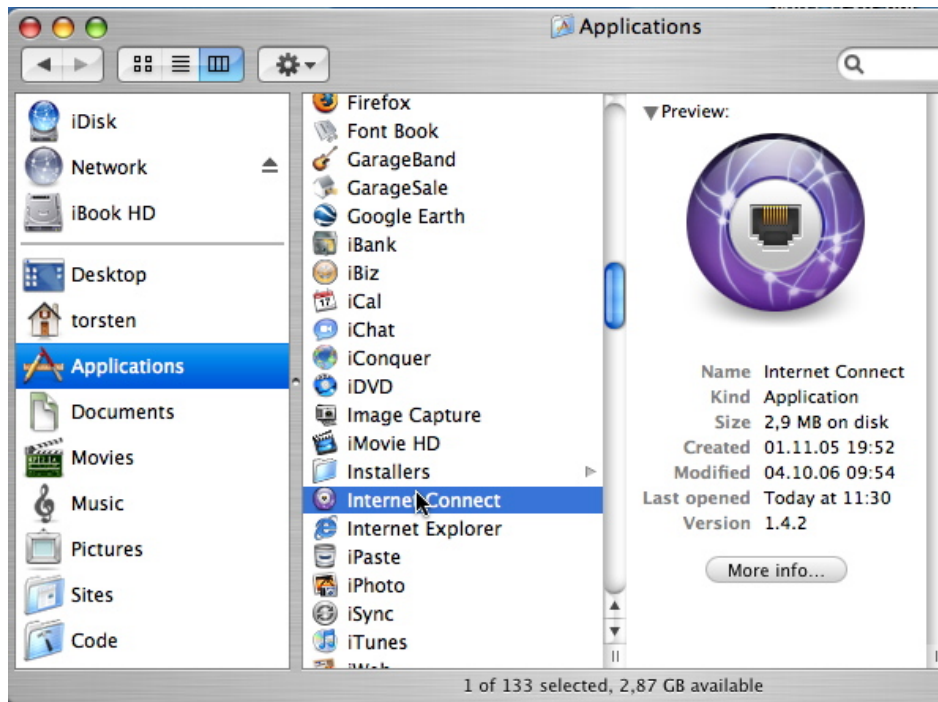 Applications
iDisk
Network
iBook HD
Desktop
torsten
Applications
Documents
Movies
Music
Pictures
Sites
Code
Firefox
Font Book
GarageBand
GarageSale
Google Earth
iBank
iBiz
iCal
iChat
iConquer
iDVD
Image Capture
iMovie HD
Installers
Internet Connect
Internet Explorer
iPaste
iPhoto
iSync
iTunes
Preview:
Name Internet Connect
Kind Application
Size 2,9 MB on disk
Created 01.11.05 19:52
Modified 04.10.06 09:54
Last opened Today at 11:30
Version 1.4.2
More info...
1 of 133 selected, 2,87 GB available